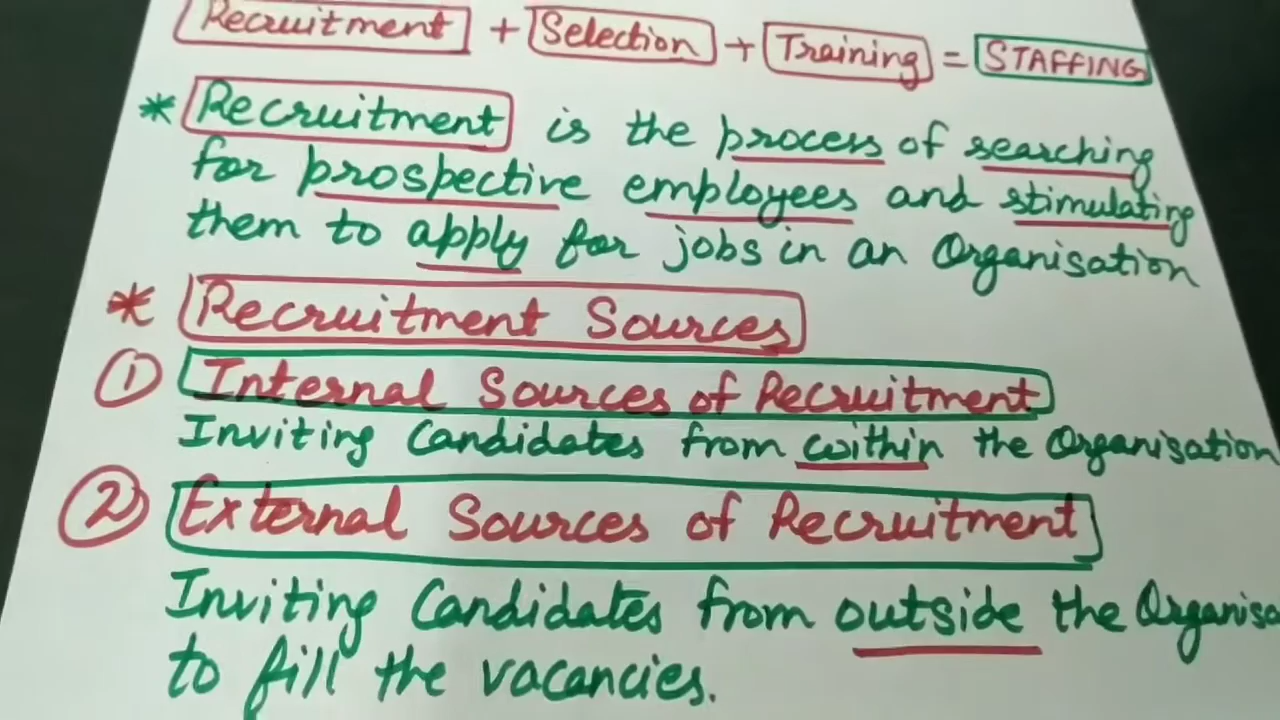 Recruitment + Selection + Training = STAFFING
* Recruitment is the process of searching
for prospective employees and stimulating
them to apply for jobs in an Organisation
* Recruitment Sources
① Internal Sources of Recruitment
Inviting Candidates from within the Organisation
② External Sources of Recruitment
Inviting Candidates from outside the Organisa
to fill the vacancies.